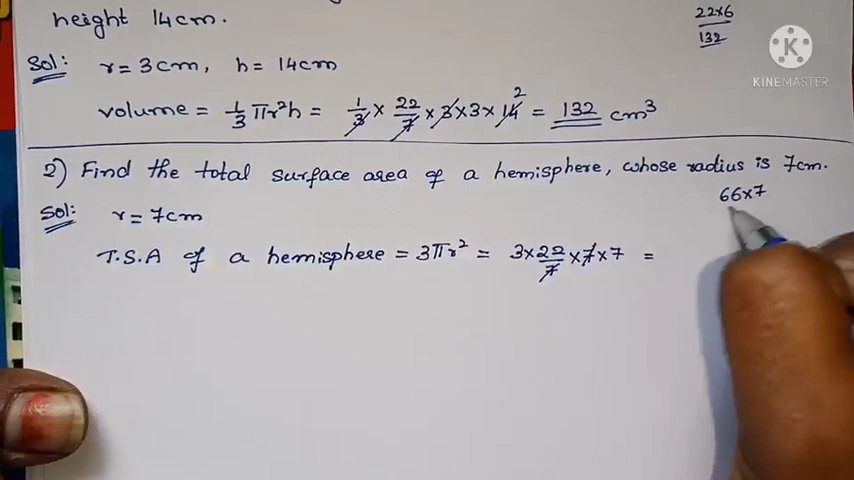 height 14cm.
22x6
132
K
KINEMASTER
Sol: r = 3cm, h = 14cm
volume = 1/3 πr²h = 1/3 x 22/7 x 3 x 3 x 14 2 = 132 cm³
2) Find the total surface area of a hemisphere, whose radius is 7cm.
66x7
Sol: r = 7cm
T.S.A of a hemisphere = 3πr² = 3x22/7 x7x7 =